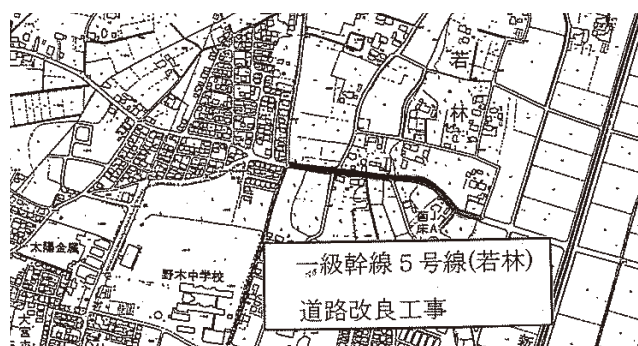 若
林
太陽金属
野木中学校
一級幹線５号線(若林)
道路改良工事